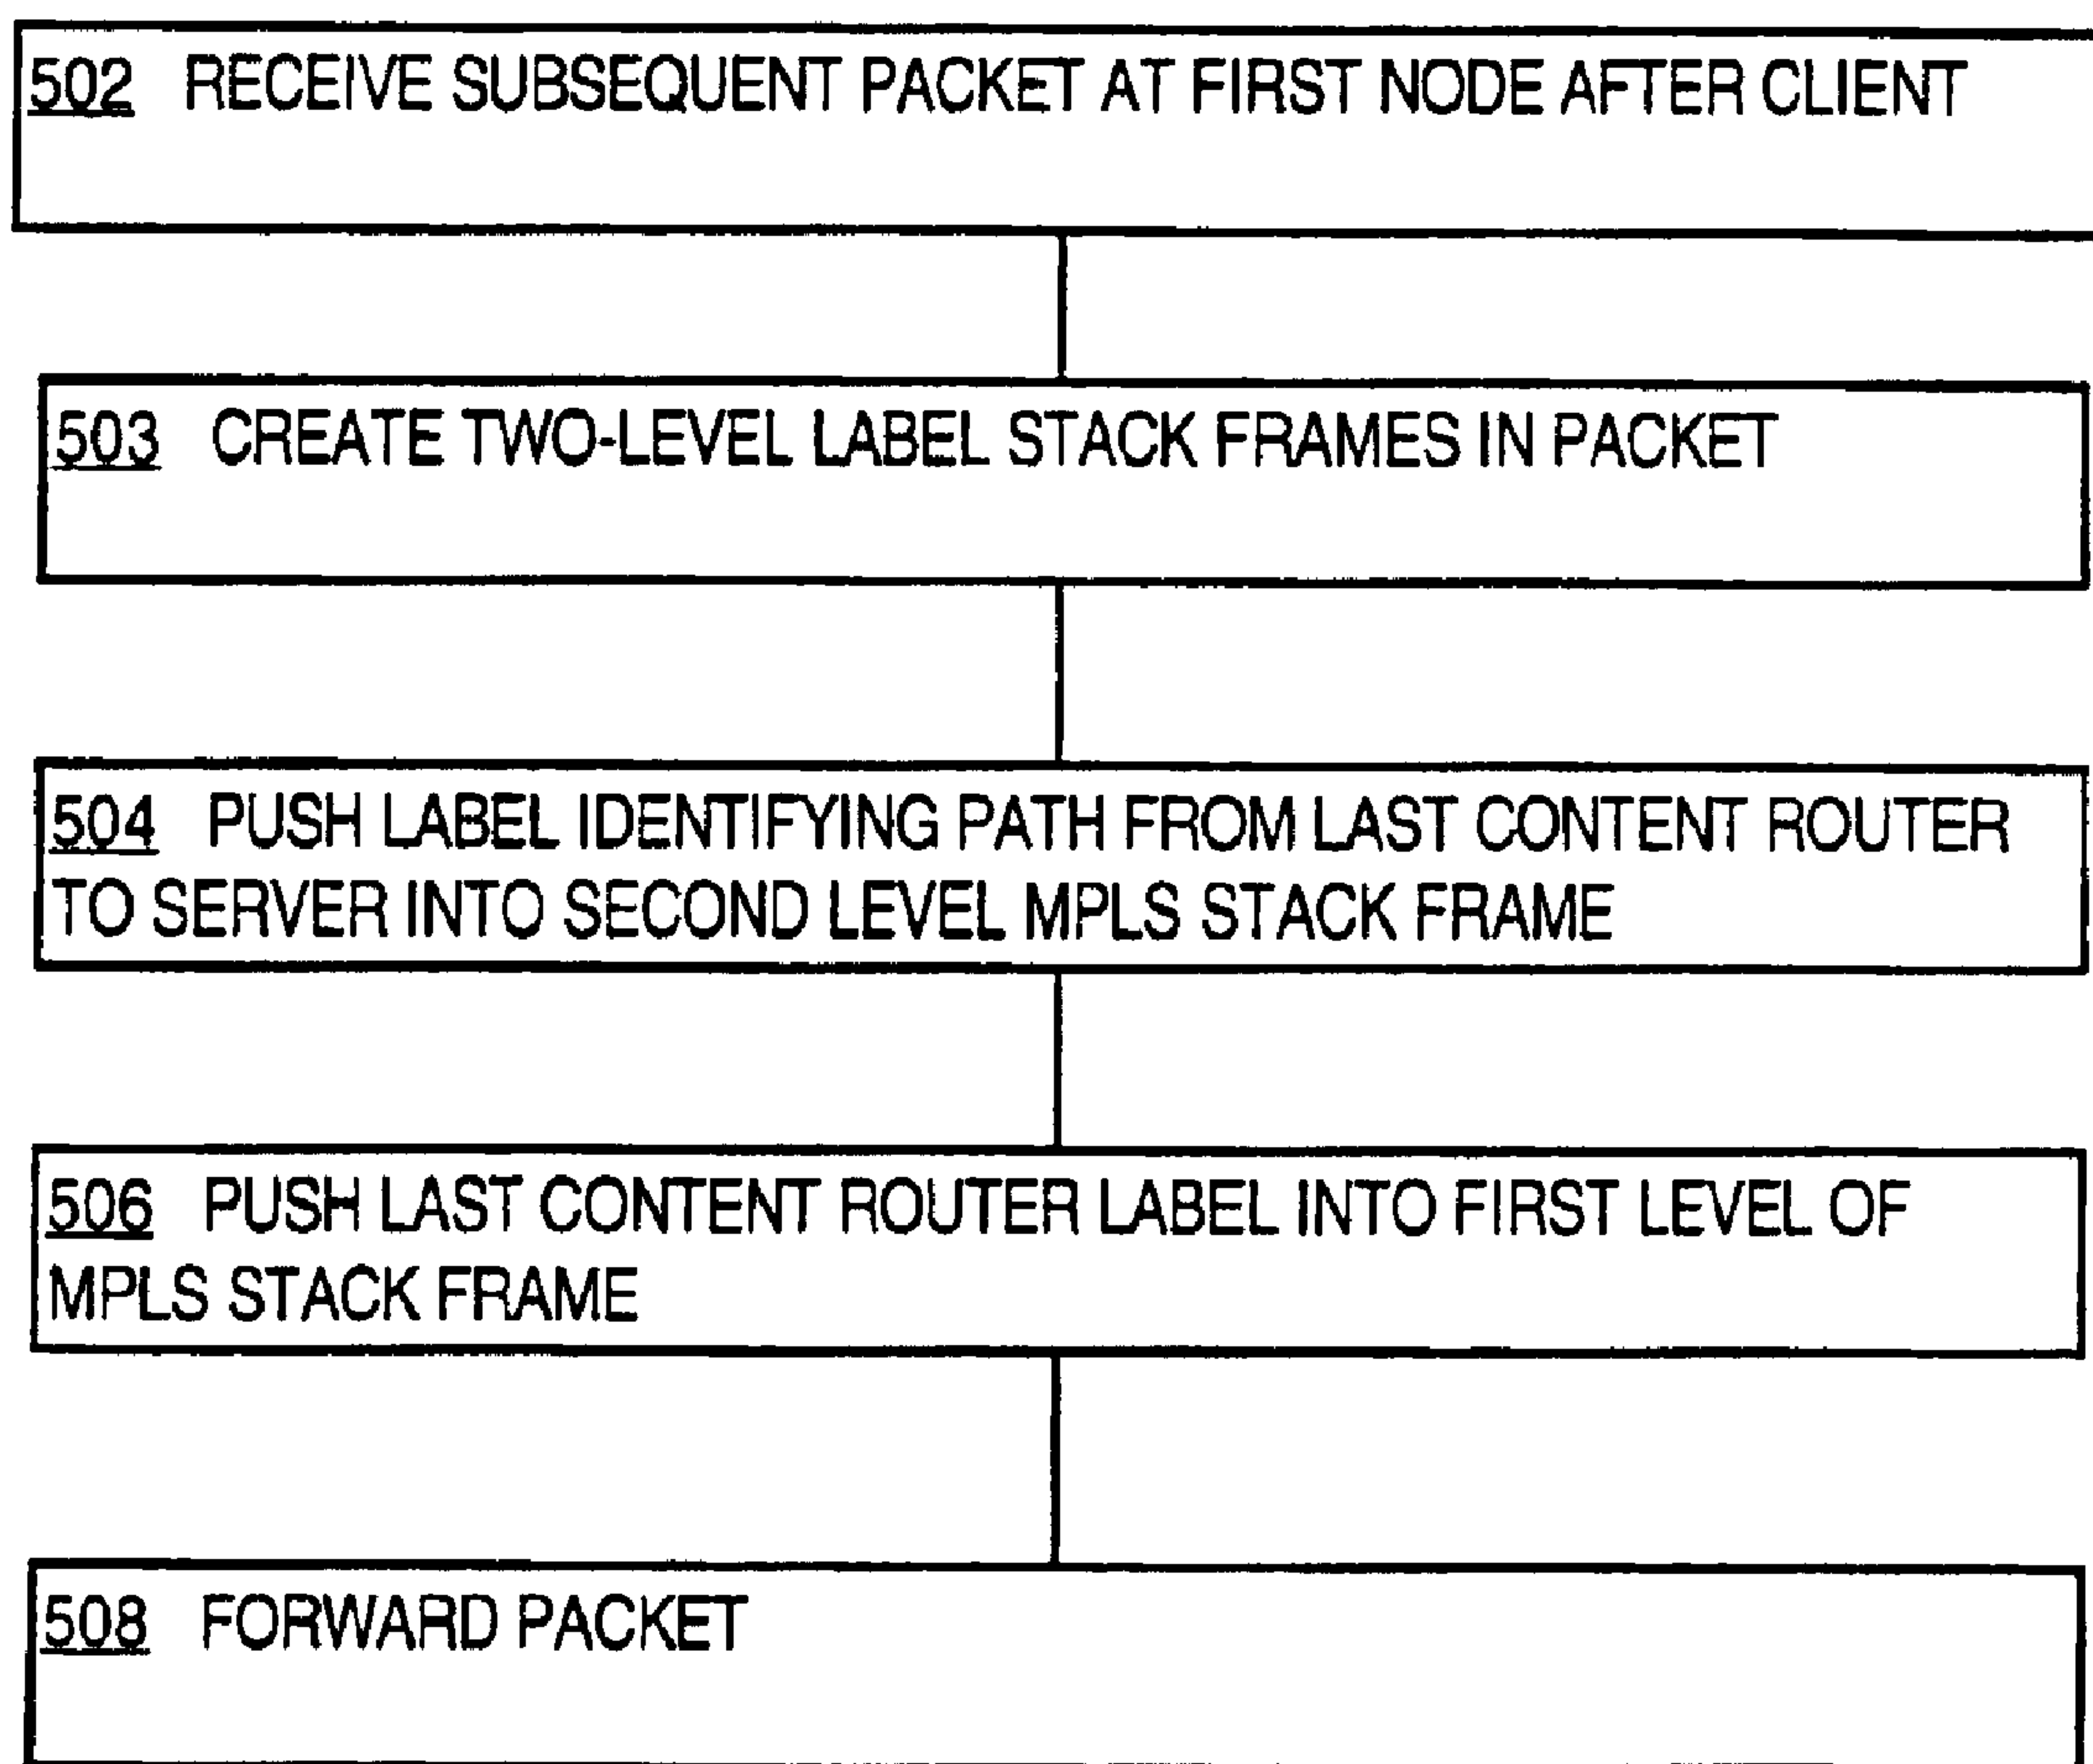 502 RECEIVE SUBSEQUENT PACKET AT FIRST NODE AFTER CLIENT
503 CREATE TWO-LEVEL LABEL STACK FRAMES IN PACKET
504 PUSH LABEL IDENTIFYING PATH FROM LAST CONTENT ROUTER
TO SERVER INTO SECOND LEVEL MPLS STACK FRAME
506 PUSH LAST CONTENT ROUTER LABEL INTO FIRST LEVEL OF
MPLS STACK FRAME
508 FORWARD PACKET